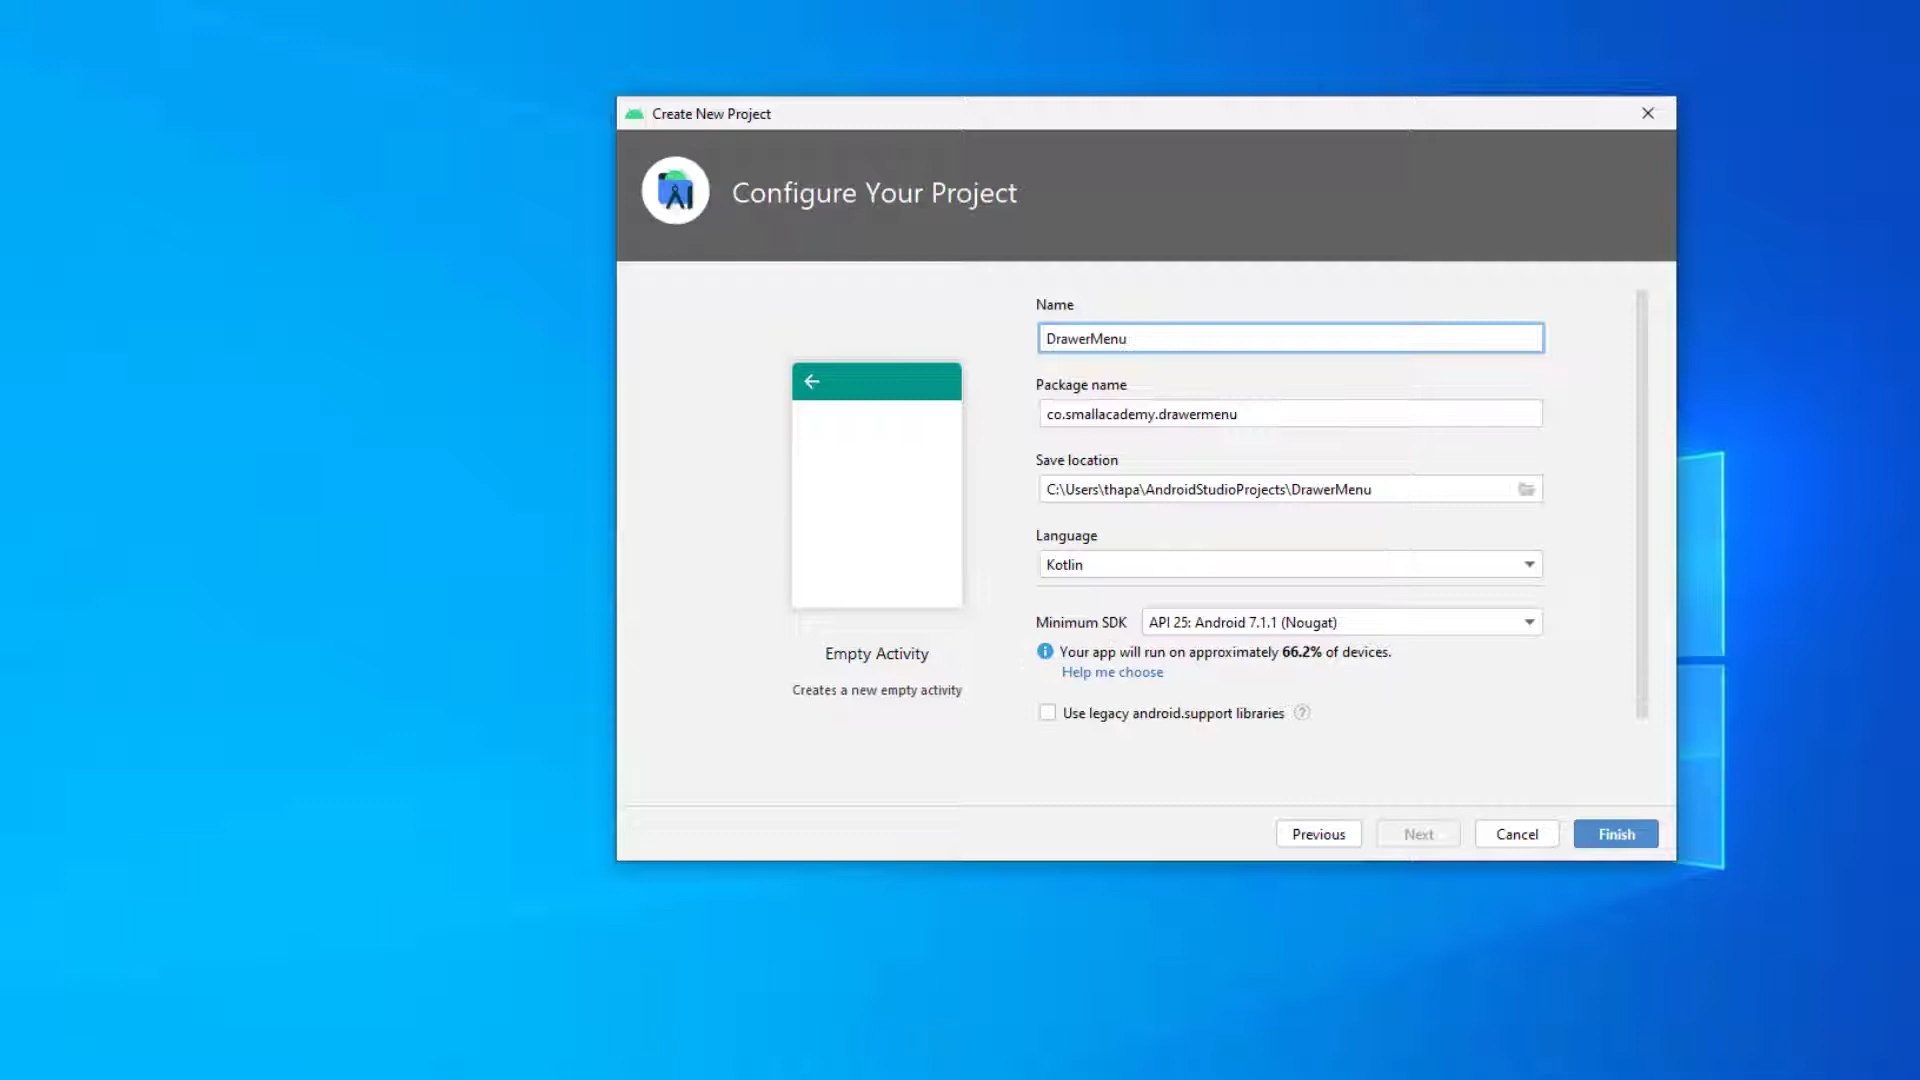 Create New Project
Configure Your Project
Name
DrawerMenu
Package name
co.smallacademy.drawermenu
Save location
C:\Users\thapa\AndroidStudioProjects\DrawerMenu
Language
Kotlin
Minimum SDK API 25: Android 7.1.1 (Nougat)
Your app will run on approximately 66.2% of devices.
Help me choose
Use legacy android.support libraries ?
Empty Activity
Creates a new empty activity
Previous Next Cancel Finish